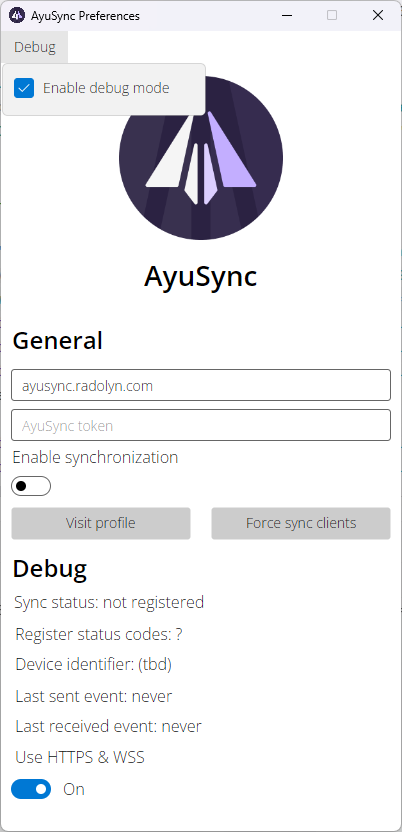 AyuSync Preferences
Debug
Enable debug mode
AyuSync
General
ayusync.radolyn.com
AyuSync token
Enable synchronization
Visit profile
Force sync clients
Debug
Sync status: not registered
Register status codes: ?
Device identifier: (tbd)
Last sent event: never
Last received event: never
Use HTTPS & WSS
On